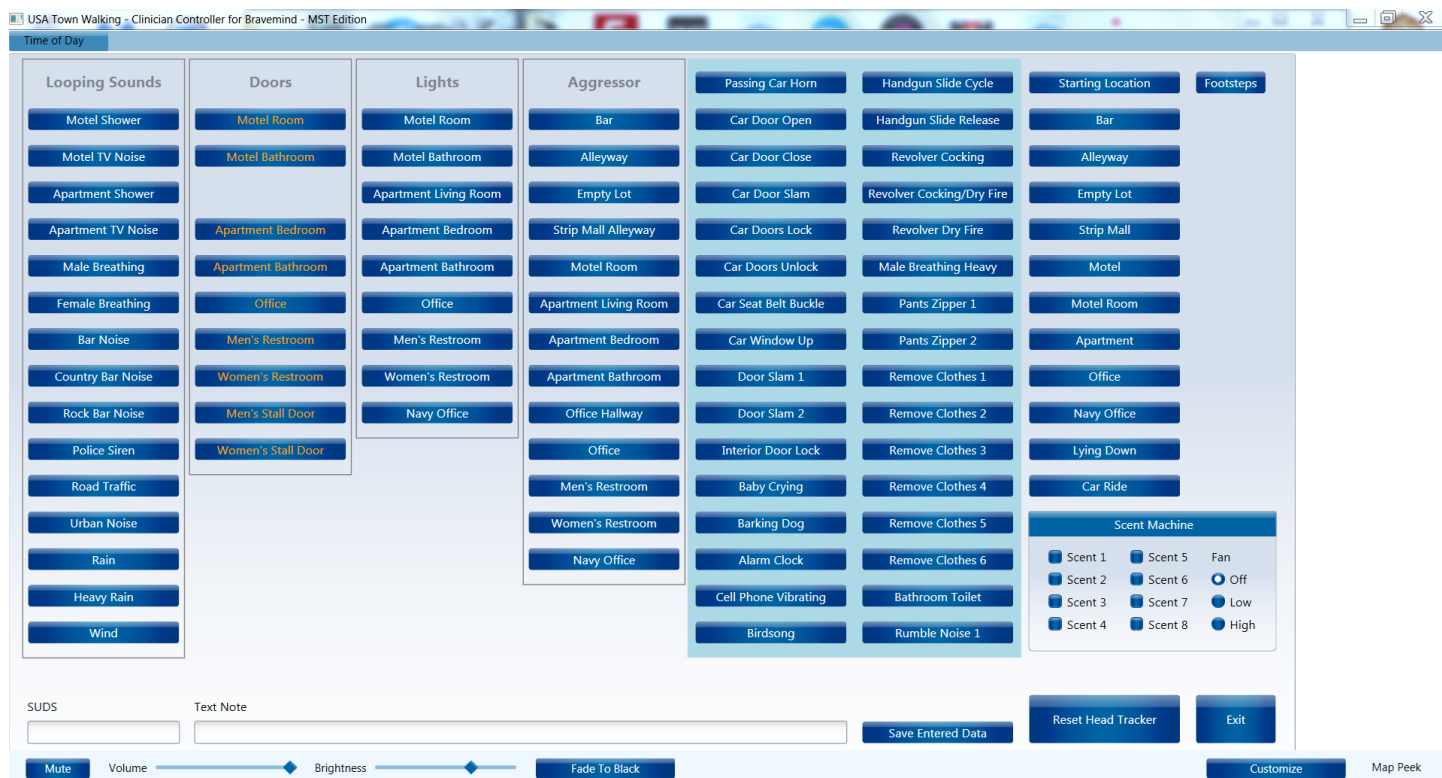 USA Town Walking - Clinician Controller for Bravemind - MST Edition
Time of Day
Looping Sounds
Motel Shower
Motel TV Noise
Apartment Shower
Apartment TV Noise
Male Breathing
Female Breathing
Bar Noise
Country Bar Noise
Rock Bar Noise
Police Siren
Road Traffic
Urban Noise
Rain
Heavy Rain
Wind
Doors
Motel Room
Motel Bathroom
Apartment Bedroom
Apartment Bathroom
Office
Men's Restroom
Women's Restroom
Men's Stall Door
Women's Stall Door
Lights
Motel Room
Motel Bathroom
Apartment Living Room
Apartment Bedroom
Apartment Bathroom
Office
Men's Restroom
Women's Restroom
Navy Office
Aggressor
Bar
Alleyway
Empty Lot
Strip Mall Alleyway
Motel Room
Apartment Living Room
Apartment Bedroom
Apartment Bathroom
Office Hallway
Office
Men's Restroom
Women's Restroom
Navy Office
Passing Car Horn
Car Door Open
Car Door Close
Car Door Slam
Car Doors Lock
Car Doors Unlock
Car Seat Belt Buckle
Car Window Up
Door Slam 1
Door Slam 2
Interior Door Lock
Baby Crying
Barking Dog
Alarm Clock
Cell Phone Vibrating
Birdsong
Handgun Slide Cycle
Handgun Slide Release
Revolver Cocking
Revolver Cocking/Dry Fire
Revolver Dry Fire
Male Breathing Heavy
Pants Zipper 1
Pants Zipper 2
Remove Clothes 1
Remove Clothes 2
Remove Clothes 3
Remove Clothes 4
Remove Clothes 5
Remove Clothes 6
Bathroom Toilet
Rumble Noise 1
Starting Location
Bar
Alleyway
Empty Lot
Strip Mall
Motel
Motel Room
Apartment
Office
Navy Office
Lying Down
Car Ride
Footsteps
Scent Machine
Scent 1 Scent 5 Fan
Scent 2 Scent 6 Off
Scent 3 Scent 7 Low
Scent 4 Scent 8 High
SUDS
Text Note
Save Entered Data
Reset Head Tracker
Exit
Mute
Volume
Brightness
Fade To Black
Customize
Map Peek